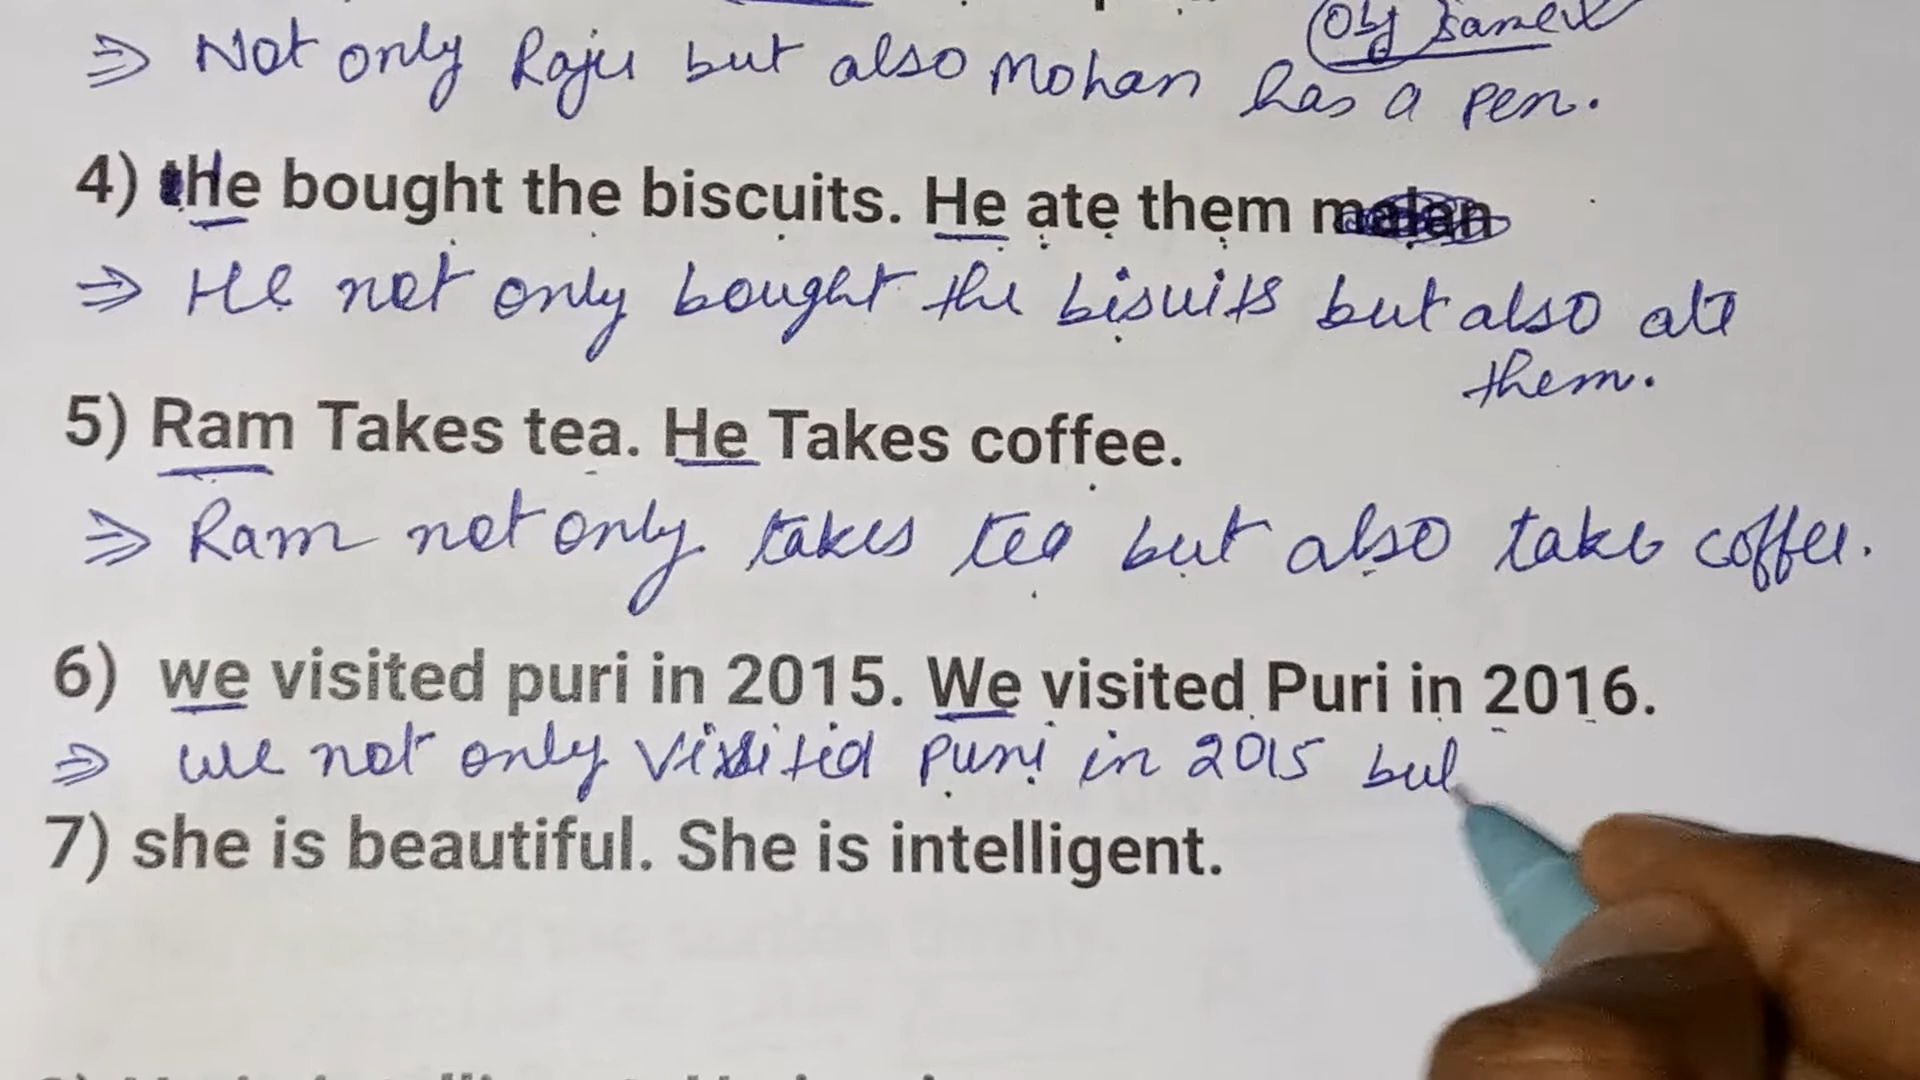 Obj same
⇒ Not only Raju but also Mohan has a pen.
4) tHe bought the biscuits. He ate them
⇒ He not only bought the bisuits but also ate
them.
5) Ram Takes tea. He Takes coffee.
⇒ Ram not only takes tea but also take coffee.
6) we visited puri in 2015. We visited Puri in 2016.
⇒ we not only visited puri in 2015 but
7) she is beautiful. She is intelligent.